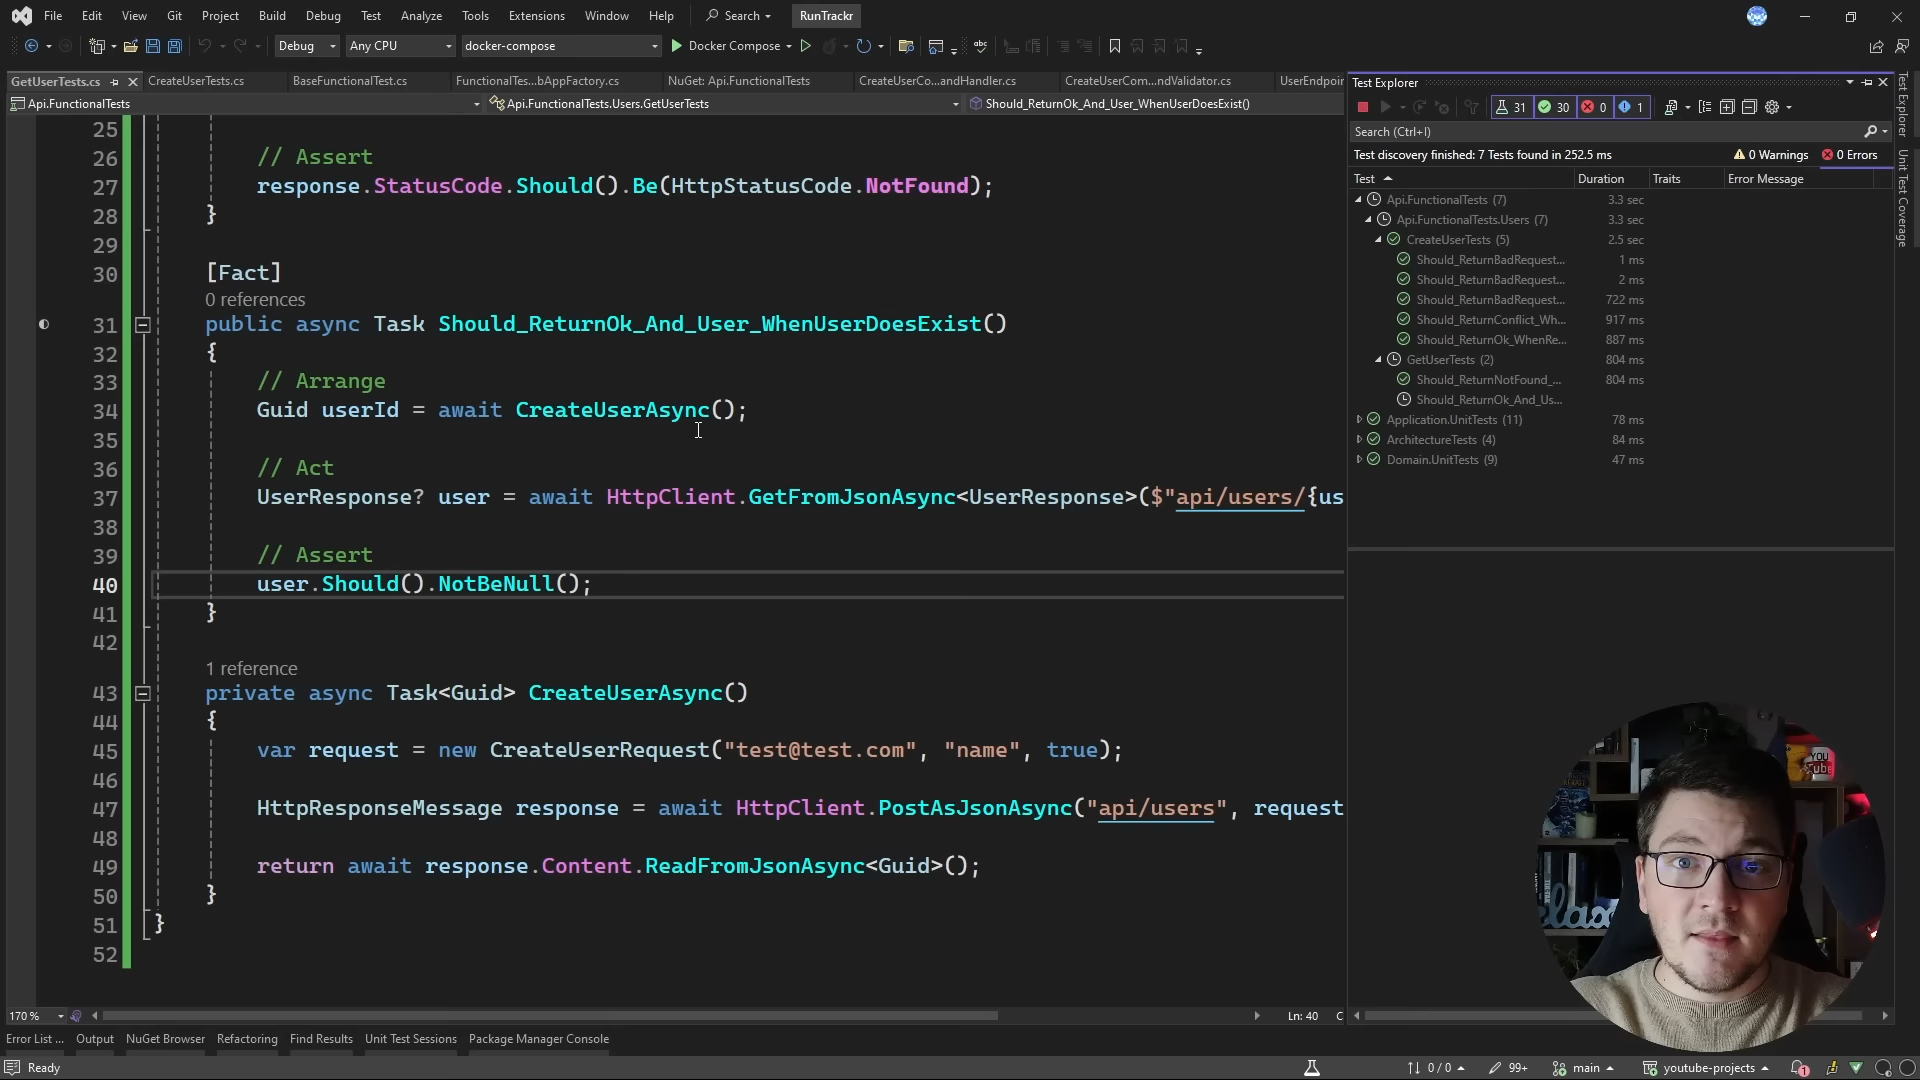 File Edit View Git Project Build Debug Test Analyze Tools Extensions Window Help Search RunTrackr
Debug Any CPU docker-compose Docker Compose
GetUserTests.cs CreateUserTests.cs BaseFunctionalTest.cs FunctionalTes...bAppFactory.cs NuGet: Api.FunctionalTests CreateUserCo...andHandler.cs CreateUserCom...ndValidator.cs UserEndpoin
Api.FunctionalTests Api.FunctionalTests.Users.GetUserTests Should_ReturnOk_And_User_WhenUserDoesExist()
25
26 // Assert
27 response.StatusCode.Should().Be(HttpStatusCode.NotFound);
28 }
29
30 [Fact]
0 references
31 public async Task Should_ReturnOk_And_User_WhenUserDoesExist()
32 {
33 // Arrange
34 Guid userId = await CreateUserAsync();
35
36 // Act
37 UserResponse? user = await HttpClient.GetFromJsonAsync<UserResponse>($"api/users/{us
38
39 // Assert
40 user.Should().NotBeNull();
41 }
42
1 reference
43 private async Task<Guid> CreateUserAsync()
44 {
45 var request = new CreateUserRequest("test@test.com", "name", true);
46
47 HttpResponseMessage response = await HttpClient.PostAsJsonAsync("api/users", request
48
49 return await response.Content.ReadFromJsonAsync<Guid>();
50 }
51 }
52
170 % Ln: 40 C
Test Explorer
31 30 0 1
Search (Ctrl+I)
Test discovery finished: 7 Tests found in 252.5 ms 0 Warnings 0 Errors
Test Duration Traits Error Message
Api.FunctionalTests (7) 3.3 sec
Api.FunctionalTests.Users (7) 3.3 sec
CreateUserTests (5) 2.5 sec
Should_ReturnBadRequest... 1 ms
Should_ReturnBadRequest... 2 ms
Should_ReturnBadRequest... 722 ms
Should_ReturnConflict_Wh... 917 ms
Should_ReturnOk_WhenRe... 887 ms
GetUserTests (2) 804 ms
Should_ReturnNotFound_... 804 ms
Should_ReturnOk_And_Us...
Application.UnitTests (11) 78 ms
ArchitectureTests (4) 84 ms
Domain.UnitTests (9) 47 ms
Test Explorer
Unit Test Coverage
YOU
Tube
relax
Error List ... Output NuGet Browser Refactoring Find Results Unit Test Sessions Package Manager Console
Ready 0 / 0 99+ main youtube-projects 1